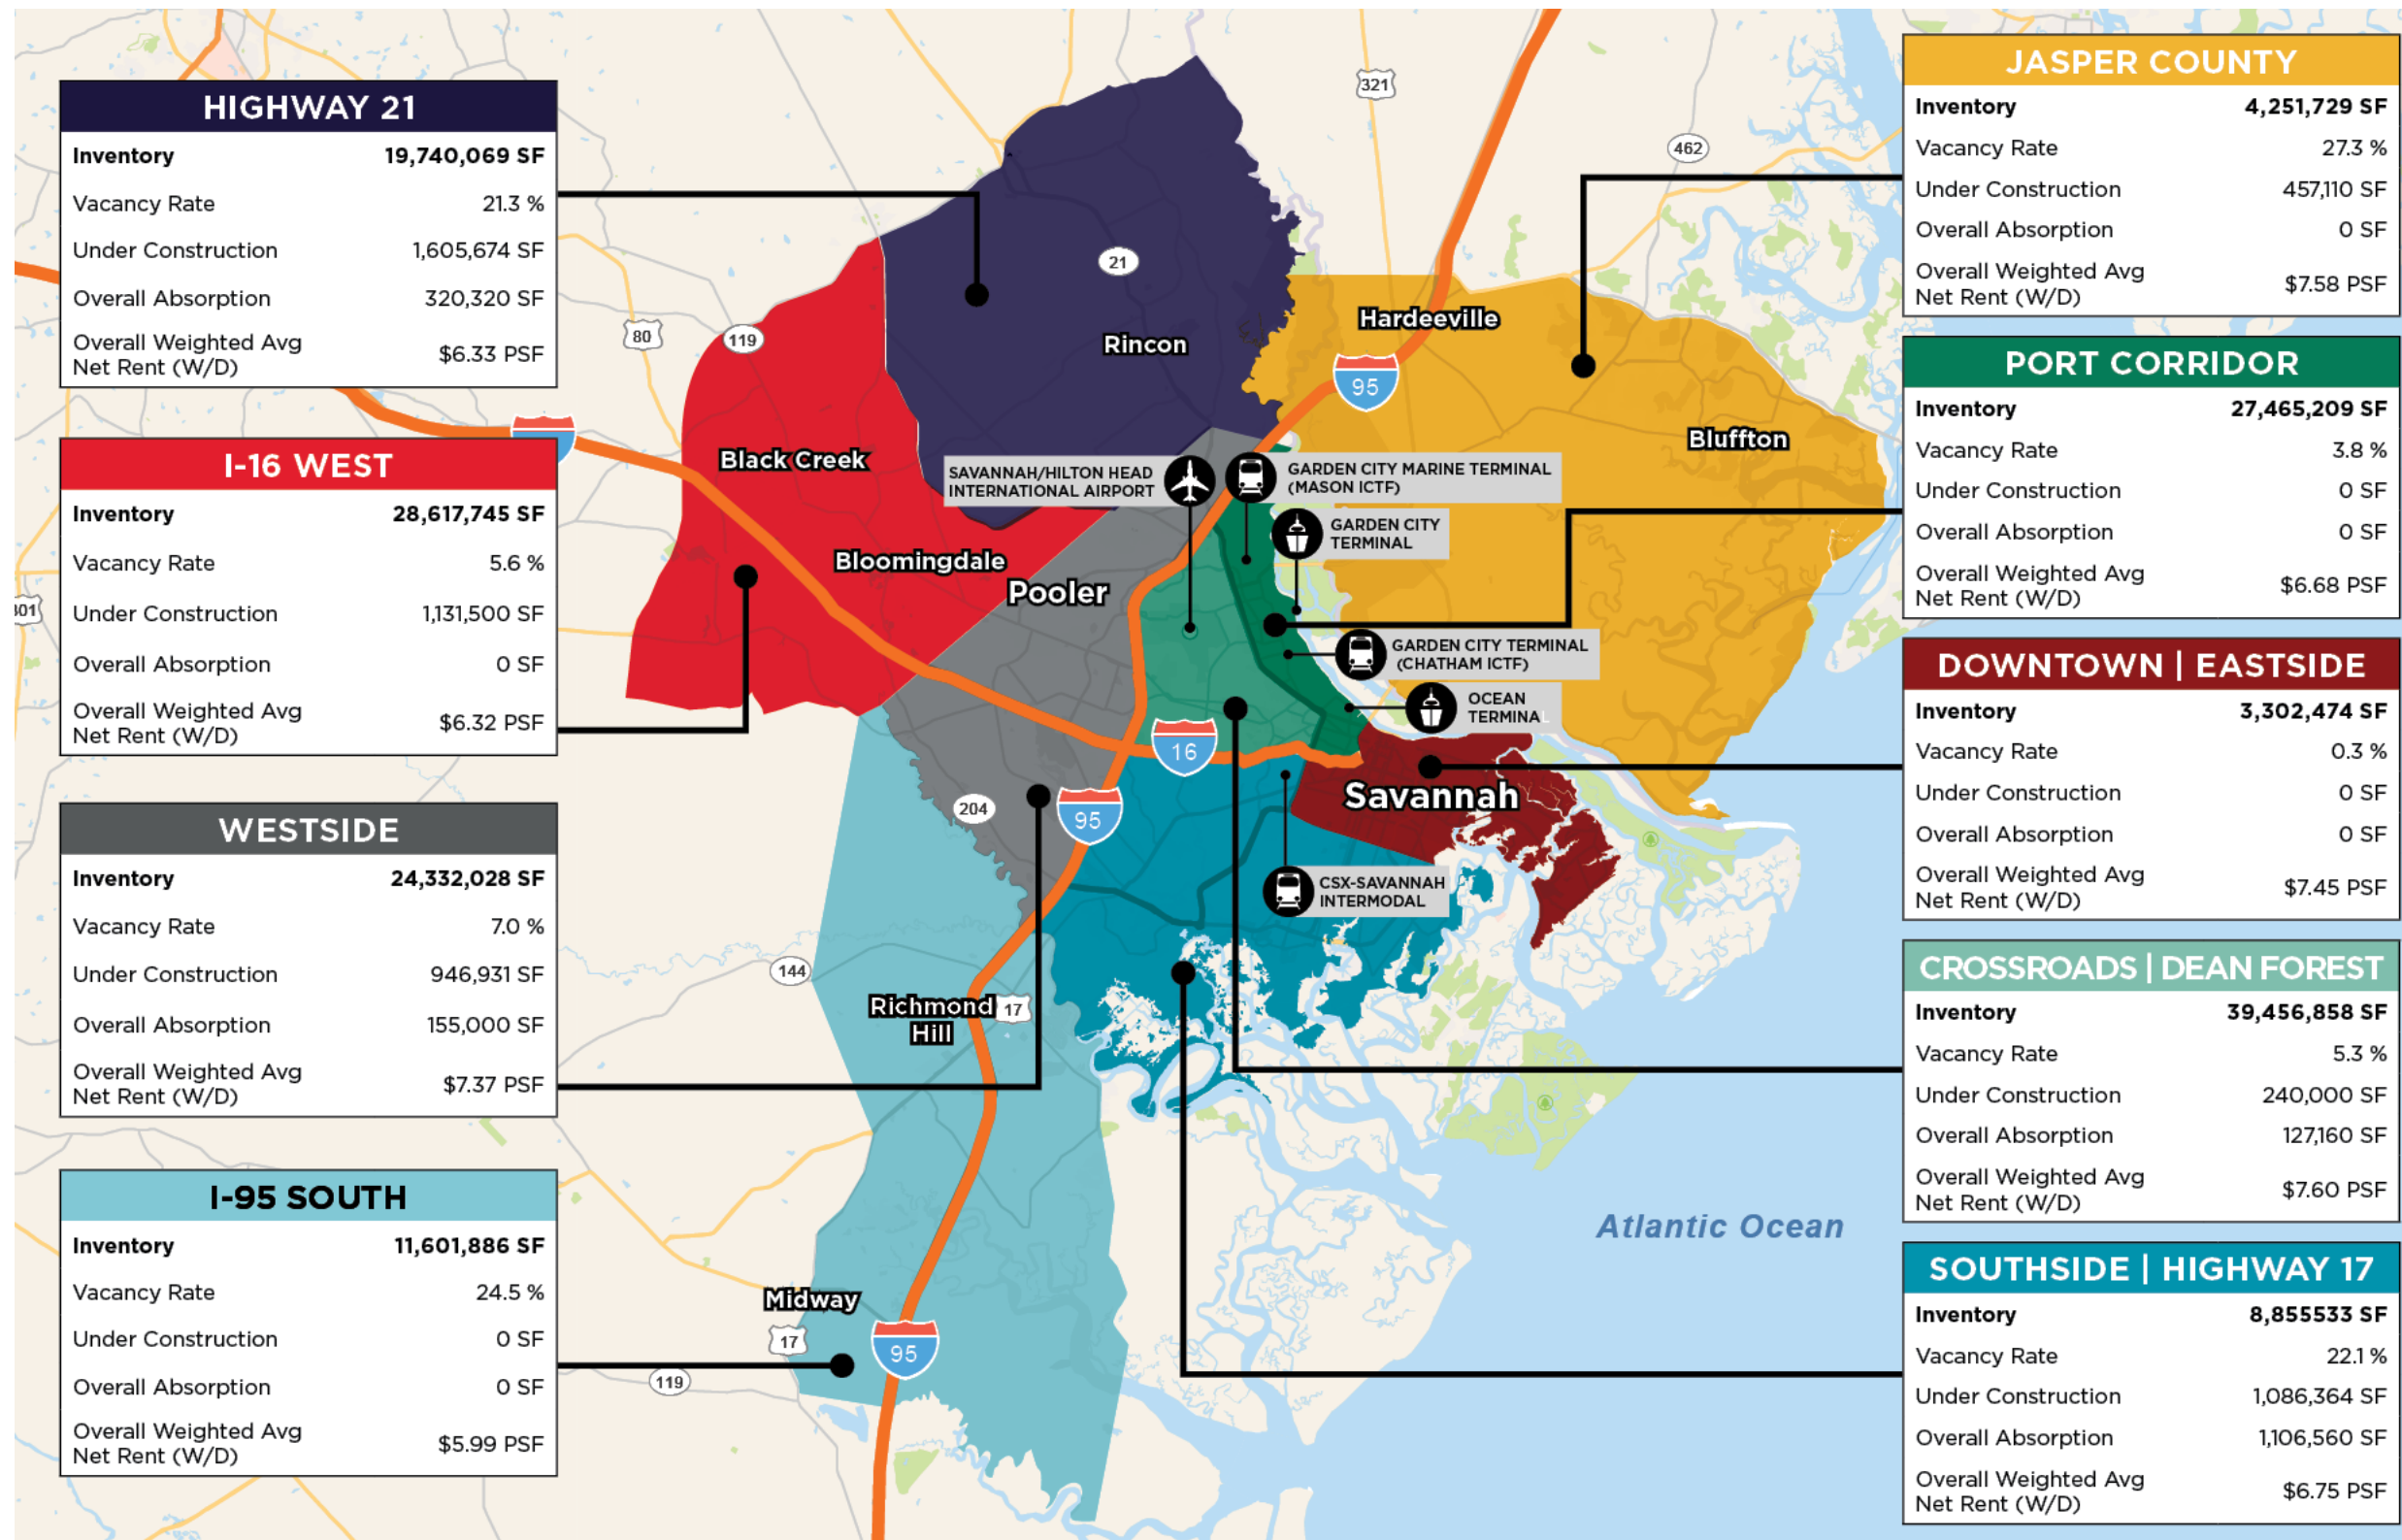 HIGHWAY 21
Inventory 19,740,069 SF
Vacancy Rate 21.3 %
Under Construction 1,605,674 SF
Overall Absorption 320,320 SF
Overall Weighted Avg
Net Rent (W/D) $6.33 PSF
I-16 WEST
Inventory 28,617,745 SF
Vacancy Rate 5.6 %
Under Construction 1,131,500 SF
Overall Absorption 0 SF
Overall Weighted Avg
Net Rent (W/D) $6.32 PSF
WESTSIDE
Inventory 24,332,028 SF
Vacancy Rate 7.0 %
Under Construction 946,931 SF
Overall Absorption 155,000 SF
Overall Weighted Avg
Net Rent (W/D) $7.37 PSF
I-95 SOUTH
Inventory 11,601,886 SF
Vacancy Rate 24.5 %
Under Construction 0 SF
Overall Absorption 0 SF
Overall Weighted Avg
Net Rent (W/D) $5.99 PSF
321
462
21
Rincon
80
119
Hardeeville
95
Black Creek
Bluffton
SAVANNAH/HILTON HEAD
INTERNATIONAL AIRPORT
GARDEN CITY MARINE TERMINAL
(MASON ICTF)
GARDEN CITY
TERMINAL
Bloomingdale
Pooler
GARDEN CITY TERMINAL
(CHATHAM ICTF)
OCEAN
TERMINAL
16
Savannah
204
95
CSX-SAVANNAH
INTERMODAL
144
Richmond
Hill
17
Atlantic Ocean
Midway
17
95
119
JASPER COUNTY
Inventory 4,251,729 SF
Vacancy Rate 27.3 %
Under Construction 457,110 SF
Overall Absorption 0 SF
Overall Weighted Avg
Net Rent (W/D) $7.58 PSF
PORT CORRIDOR
Inventory 27,465,209 SF
Vacancy Rate 3.8 %
Under Construction 0 SF
Overall Absorption 0 SF
Overall Weighted Avg
Net Rent (W/D) $6.68 PSF
DOWNTOWN | EASTSIDE
Inventory 3,302,474 SF
Vacancy Rate 0.3 %
Under Construction 0 SF
Overall Absorption 0 SF
Overall Weighted Avg
Net Rent (W/D) $7.45 PSF
CROSSROADS | DEAN FOREST
Inventory 39,456,858 SF
Vacancy Rate 5.3 %
Under Construction 240,000 SF
Overall Absorption 127,160 SF
Overall Weighted Avg
Net Rent (W/D) $7.60 PSF
SOUTHSIDE | HIGHWAY 17
Inventory 8,855533 SF
Vacancy Rate 22.1 %
Under Construction 1,086,364 SF
Overall Absorption 1,106,560 SF
Overall Weighted Avg
Net Rent (W/D) $6.75 PSF